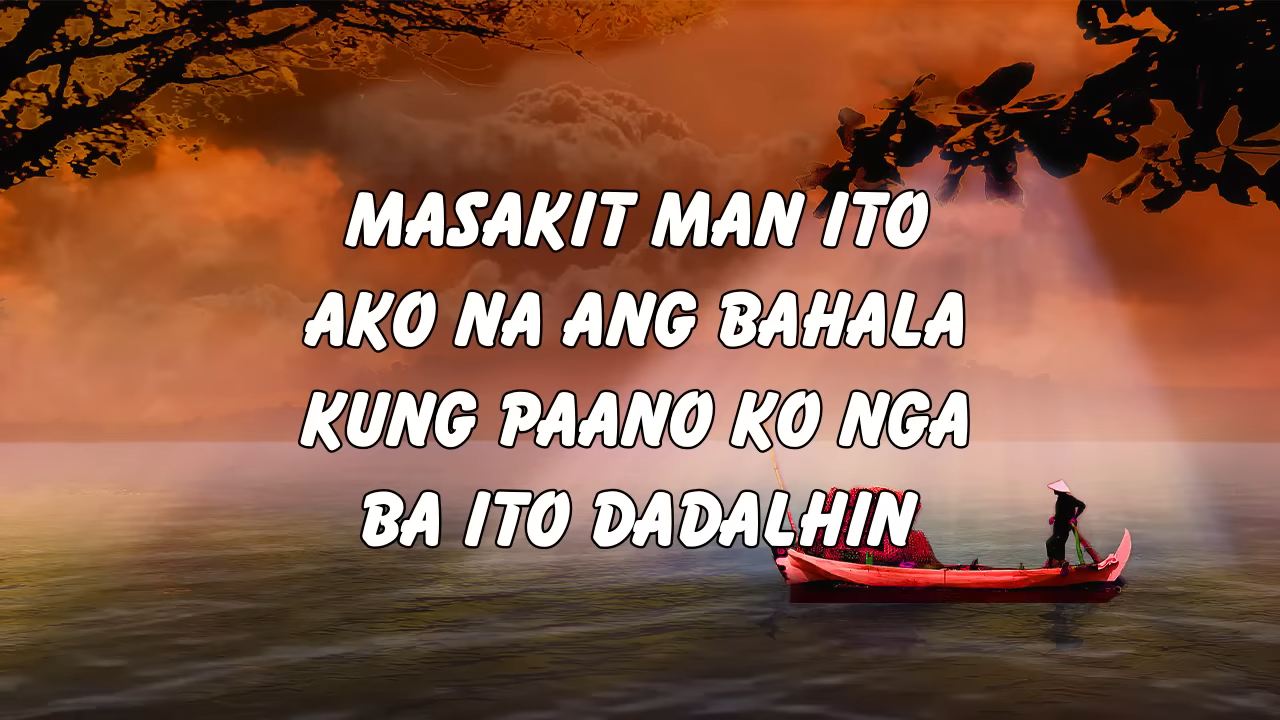 MASAKIT MAN ITO
AKO NA ANG BAHALA
KUNG PAANO KO NGA
BA ITO DADALHIN